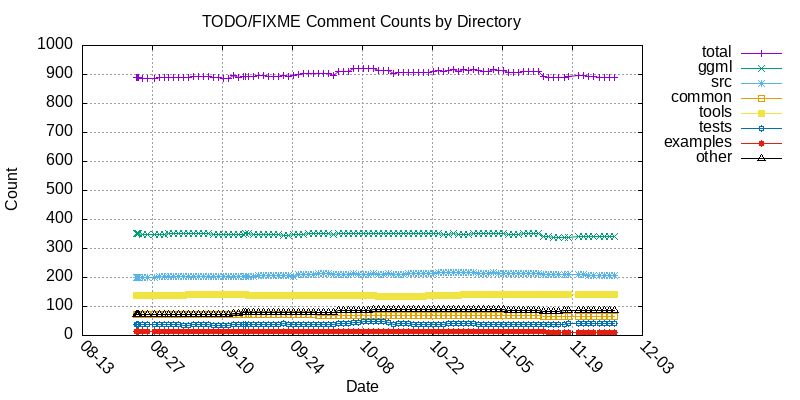 TODO/FIXME Comment Counts by Directory
1000
900
800
700
600
500
400
300
200
100
0
Count
08-13
08-27
09-10
09-24
10-08
10-22
11-05
11-19
12-03
Date
total
ggml
src
common
tools
tests
examples
other